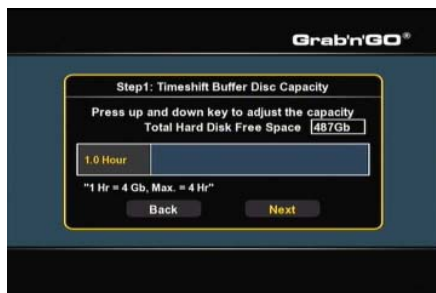 Grab'n'GO®
Step1: Timeshift Buffer Disc Capacity
Press up and down key to adjust the capacity
Total Hard Disk Free Space 487Gb
1.0 Hour
"1 Hr = 4 Gb, Max. = 4 Hr"
Back Next